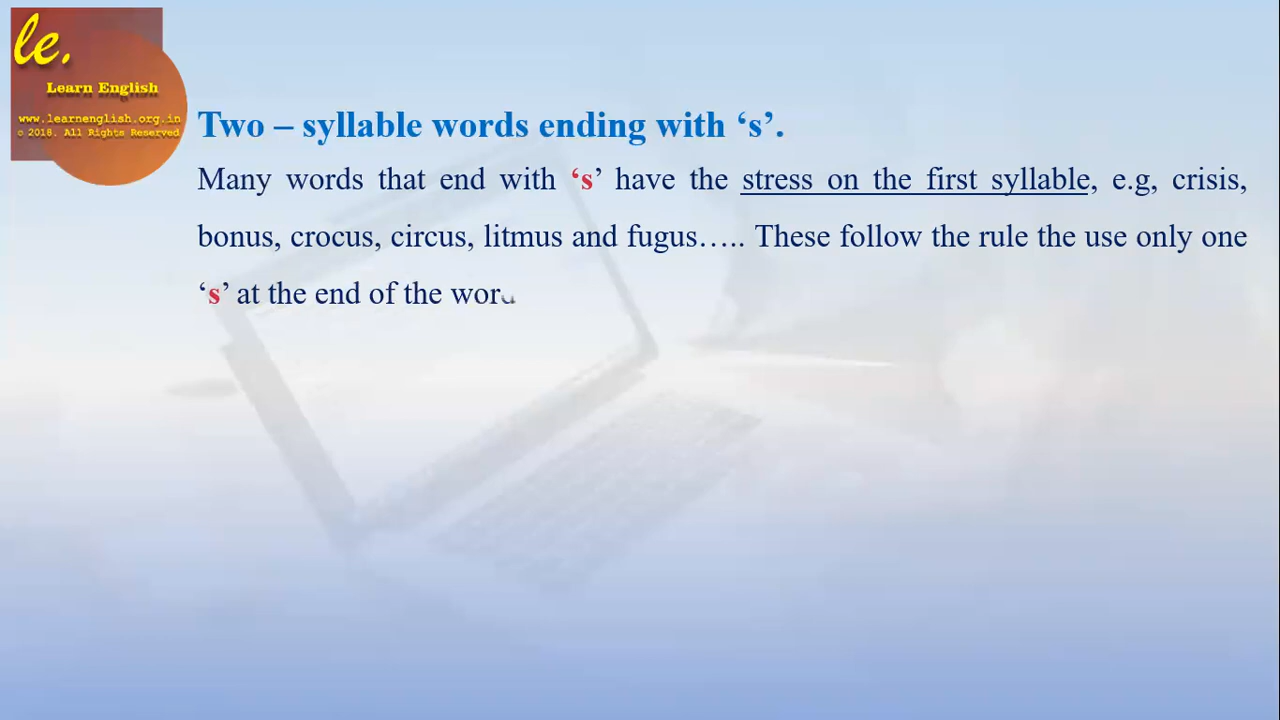 le.
Learn English
www.learnenglish.org.in
© 2018. All Rights Reserved
Two – syllable words ending with ‘s’.
Many words that end with ‘s’ have the stress on the first syllable, e.g, crisis,
bonus, crocus, circus, litmus and fugus….. These follow the rule the use only one
‘s’ at the end of the